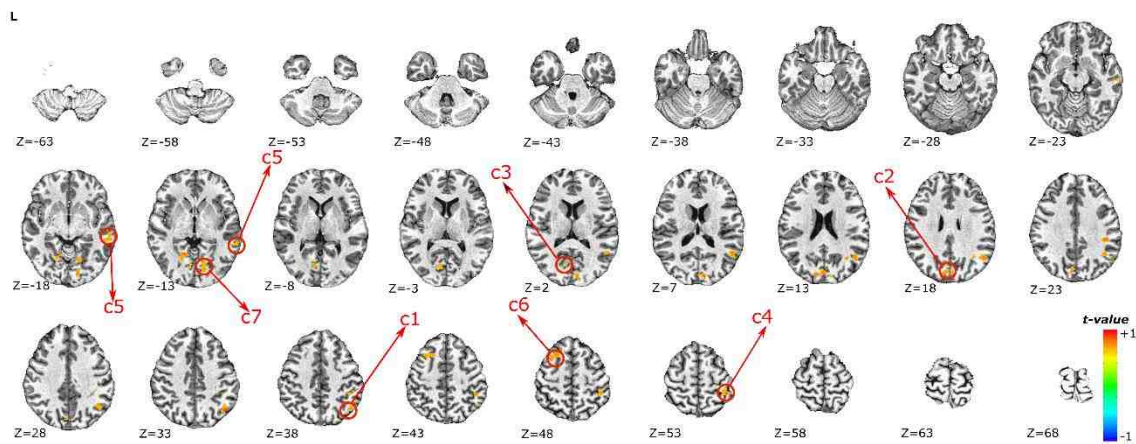 L
Z=-63 Z=-58 Z=-53 Z=-48 Z=-43 Z=-38 Z=-33 Z=-28 Z=-23
c5 c3 c2
Z=-18 Z=-13 Z=-8 Z=-3 Z=2 Z=7 Z=13 Z=18 Z=23
c5 c7 c1 c6 c4
t-value
+1
Z=28 Z=33 Z=38 Z=43 Z=48 Z=53 Z=58 Z=63 Z=68
-1